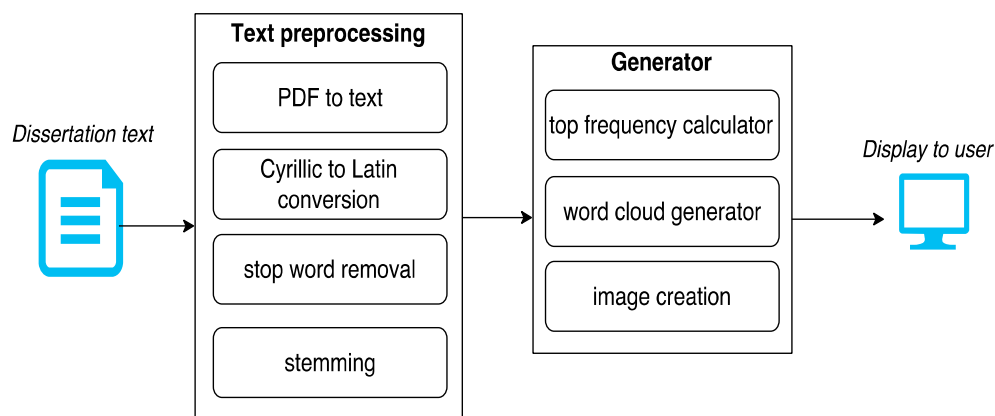 Dissertation text
Text preprocessing
PDF to text
Cyrillic to Latin
conversion
stop word removal
stemming
Generator
top frequency calculator
word cloud generator
image creation
Display to user